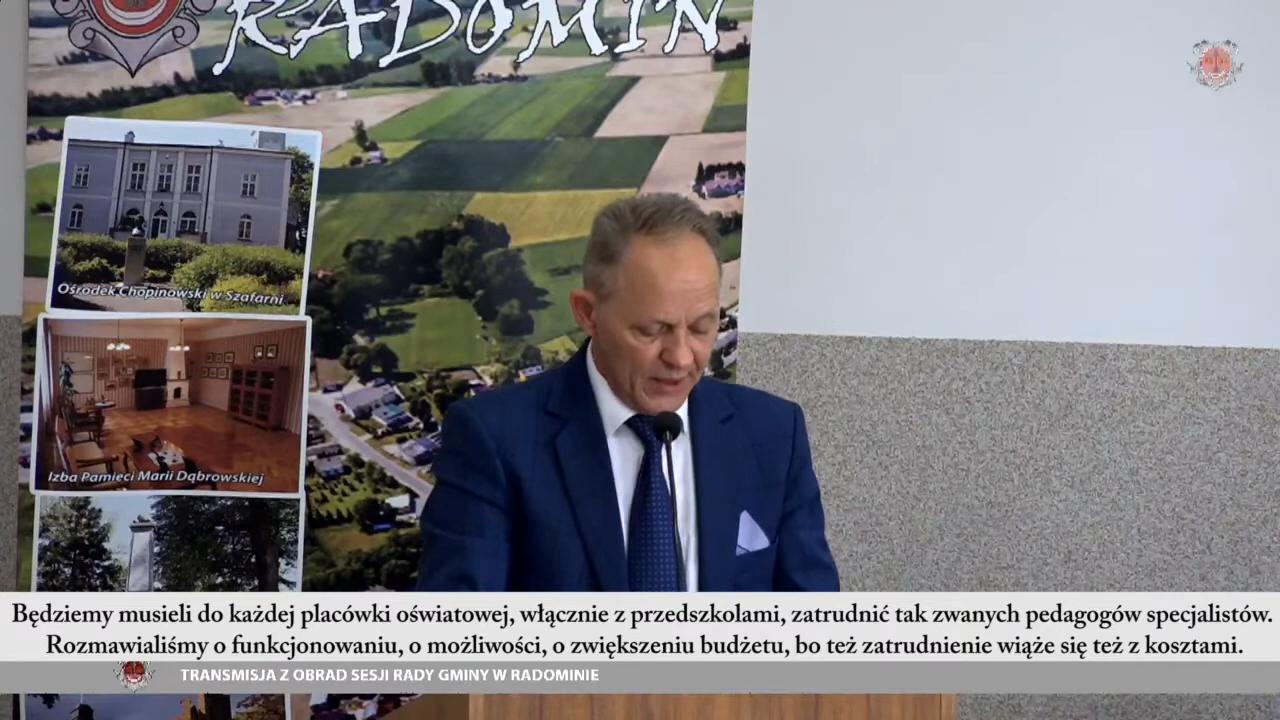 RADOMIN
Ośrodek Chopinowski w Szafarni
Izba Pamięci Marii Dąbrowskiej
Będziemy musieli do każdej placówki oświatowej, włącznie z przedszkolami, zatrudnić tak zwanych pedagogów specjalistów.
Rozmawialiśmy o funkcjonowaniu, o możliwości, o zwiększeniu budżetu, bo też zatrudnienie wiąże się też z kosztami.
TRANSMISJA Z OBRAD SESJI RADY GMINY W RADOMINIE